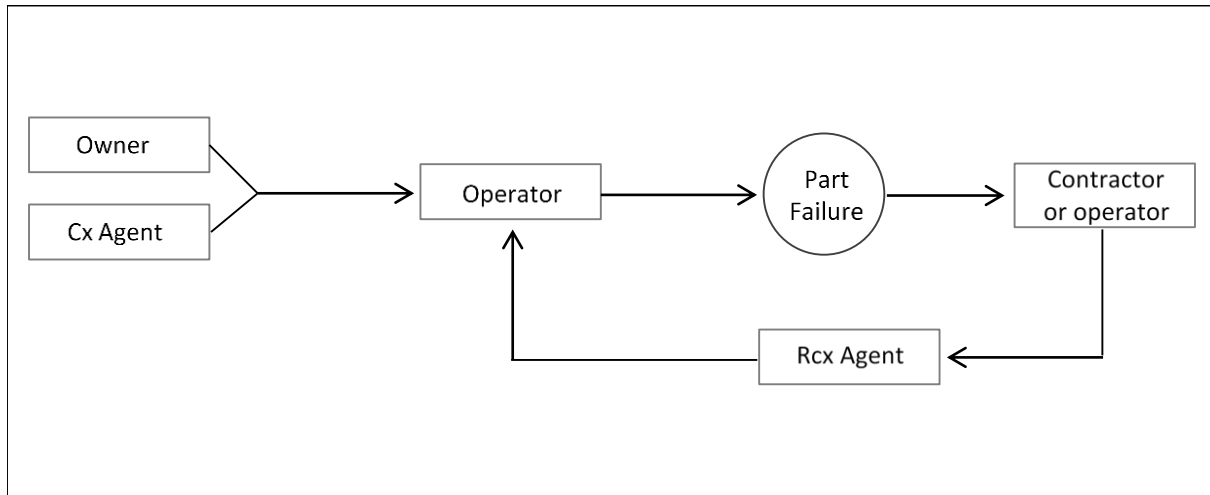 Owner
Cx Agent
Operator
Part
Failure
Contractor
or operator
Rcx Agent